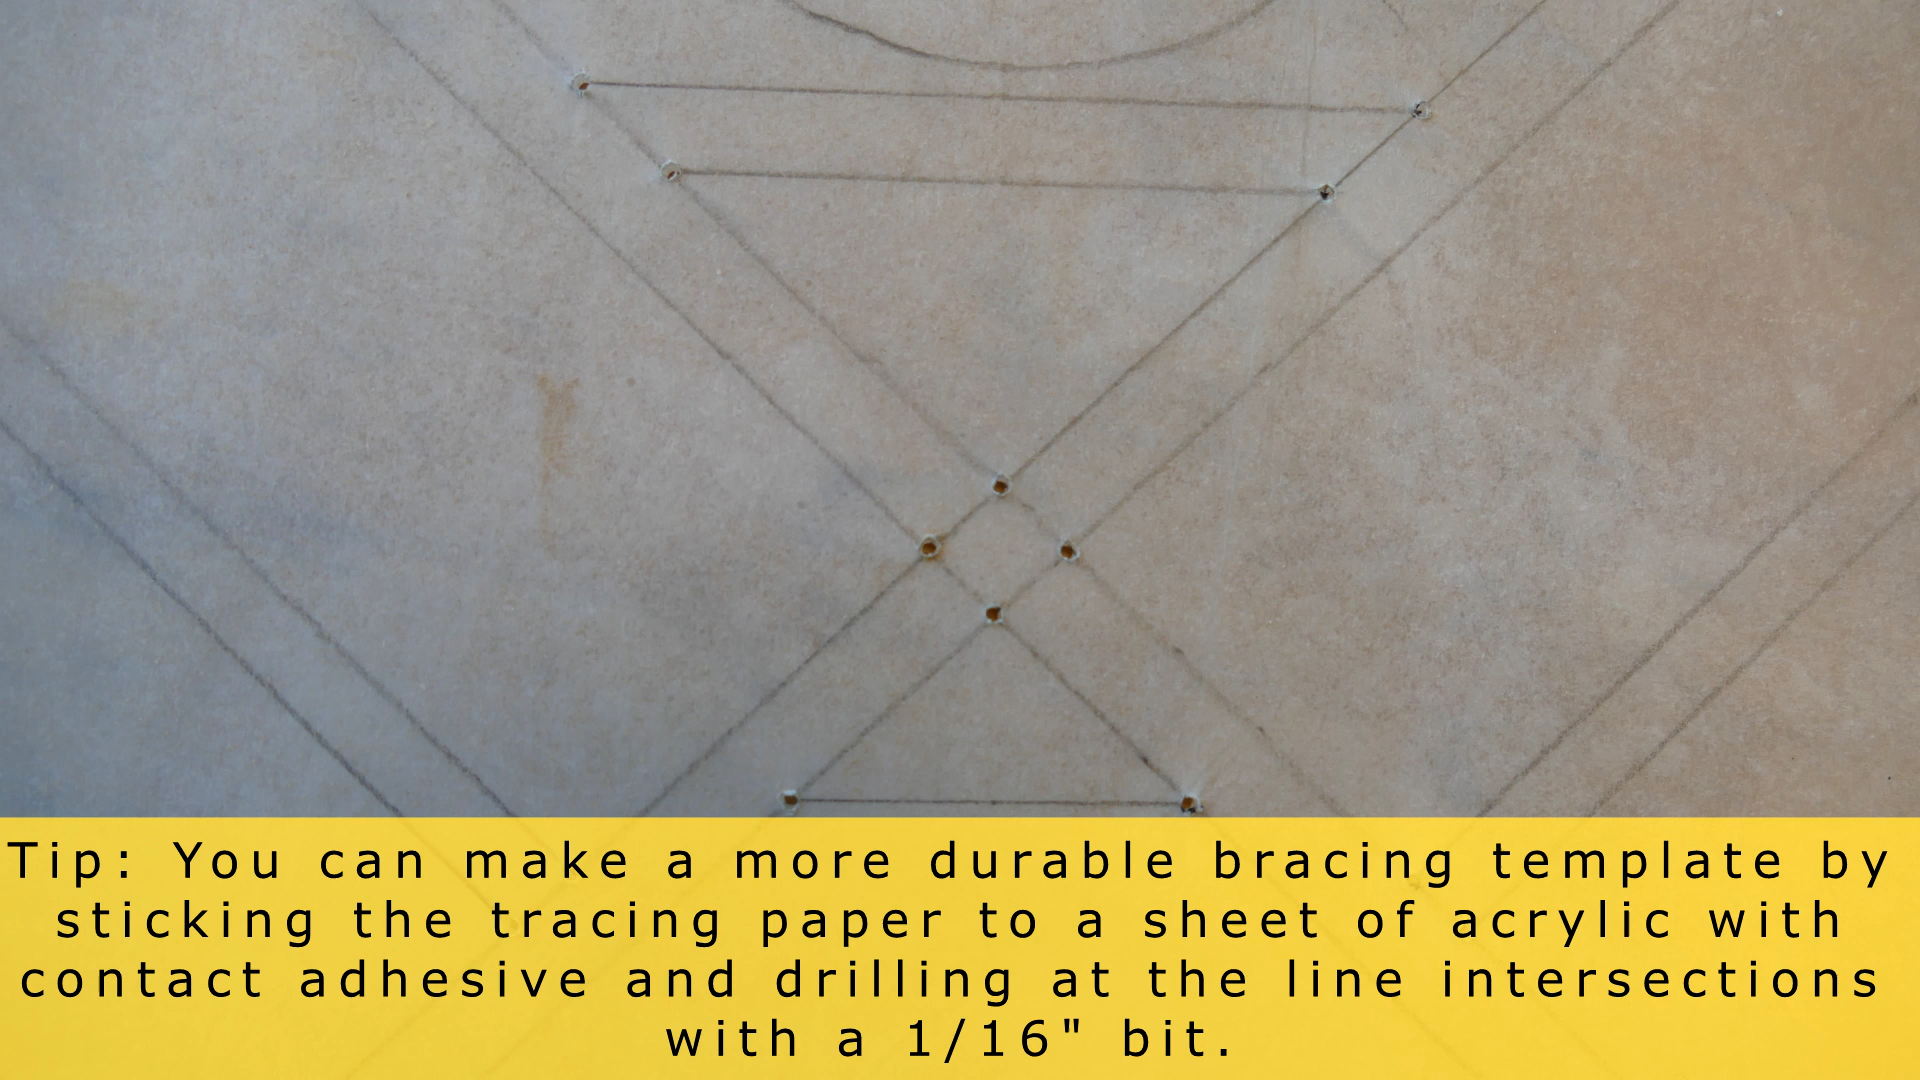 Tip: You can make a more durable bracing template by
sticking the tracing paper to a sheet of acrylic with
contact adhesive and drilling at the line intersections
with a 1/16" bit.